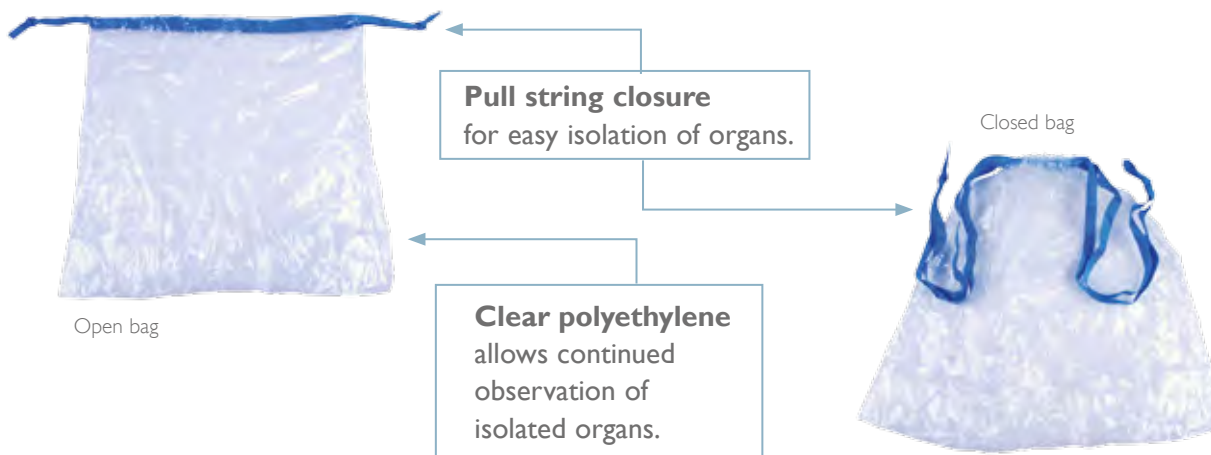 Pull string closure
for easy isolation of organs.
Closed bag
Open bag
Clear polyethylene
allows continued
observation of
isolated organs.